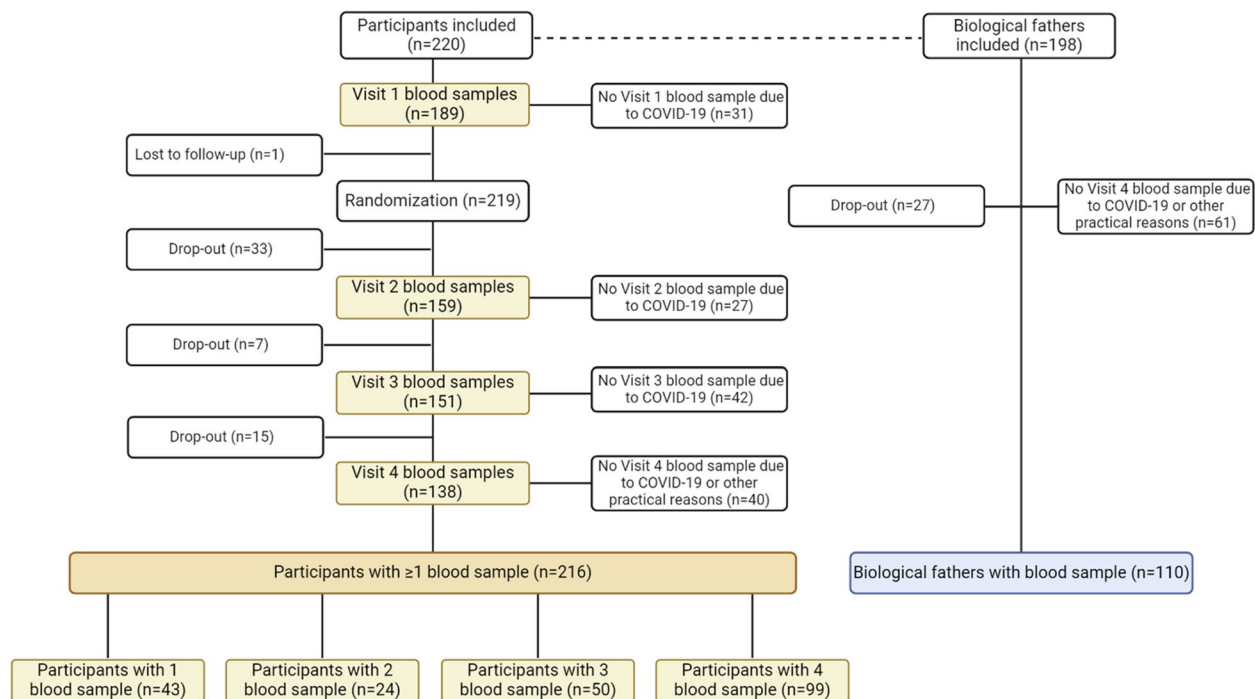 Participants included
(n=220)
Biological fathers
included (n=198)
Visit 1 blood samples
(n=189)
No Visit 1 blood sample due
to COVID-19 (n=31)
Lost to follow-up (n=1)
Randomization (n=219)
Drop-out (n=27)
No Visit 4 blood sample due
to COVID-19 or other
practical reasons (n=61)
Drop-out (n=33)
Visit 2 blood samples
(n=159)
No Visit 2 blood sample due
to COVID-19 (n=27)
Drop-out (n=7)
Visit 3 blood samples
(n=151)
No Visit 3 blood sample due
to COVID-19 (n=42)
Drop-out (n=15)
Visit 4 blood samples
(n=138)
No Visit 4 blood sample due
to COVID-19 or other
practical reasons (n=40)
Participants with ≥1 blood sample (n=216)
Biological fathers with blood sample (n=110)
Participants with 1
blood sample (n=43)
Participants with 2
blood sample (n=24)
Participants with 3
blood sample (n=50)
Participants with 4
blood sample (n=99)